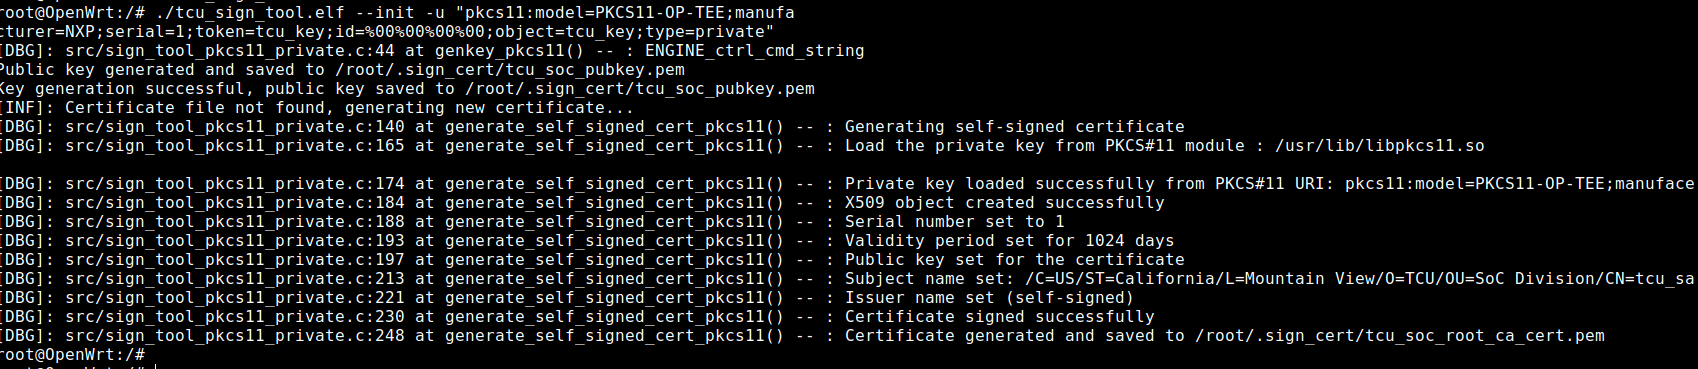 root@OpenWrt:/# ./tcu_sign_tool.elf --init -u "pkcs11:model=PKCS11-OP-TEE;manufa
cturer=NXP;serial=1;token=tcu_key;id=%00%00%00%00;object=tcu_key;type=private"
[DBG]: src/sign_tool_pkcs11_private.c:44 at genkey_pkcs11() -- : ENGINE_ctrl_cmd_string
Public key generated and saved to /root/.sign_cert/tcu_soc_pubkey.pem
Key generation successful, public key saved to /root/.sign_cert/tcu_soc_pubkey.pem
[INF]: Certificate file not found, generating new certificate...
[DBG]: src/sign_tool_pkcs11_private.c:140 at generate_self_signed_cert_pkcs11() -- : Generating self-signed certificate
[DBG]: src/sign_tool_pkcs11_private.c:165 at generate_self_signed_cert_pkcs11() -- : Load the private key from PKCS#11 module : /usr/lib/libpkcs11.so
[DBG]: src/sign_tool_pkcs11_private.c:174 at generate_self_signed_cert_pkcs11() -- : Private key loaded successfully from PKCS#11 URI: pkcs11:model=PKCS11-OP-TEE;manuface
[DBG]: src/sign_tool_pkcs11_private.c:184 at generate_self_signed_cert_pkcs11() -- : X509 object created successfully
[DBG]: src/sign_tool_pkcs11_private.c:188 at generate_self_signed_cert_pkcs11() -- : Serial number set to 1
[DBG]: src/sign_tool_pkcs11_private.c:193 at generate_self_signed_cert_pkcs11() -- : Validity period set for 1024 days
[DBG]: src/sign_tool_pkcs11_private.c:197 at generate_self_signed_cert_pkcs11() -- : Public key set for the certificate
[DBG]: src/sign_tool_pkcs11_private.c:213 at generate_self_signed_cert_pkcs11() -- : Subject name set: /C=US/ST=California/L=Mountain View/O=TCU/OU=SoC Division/CN=tcu_sa
[DBG]: src/sign_tool_pkcs11_private.c:221 at generate_self_signed_cert_pkcs11() -- : Issuer name set (self-signed)
[DBG]: src/sign_tool_pkcs11_private.c:230 at generate_self_signed_cert_pkcs11() -- : Certificate signed successfully
[DBG]: src/sign_tool_pkcs11_private.c:248 at generate_self_signed_cert_pkcs11() -- : Certificate generated and saved to /root/.sign_cert/tcu_soc_root_ca_cert.pem
root@OpenWrt:/#
root@OpenWrt:/#